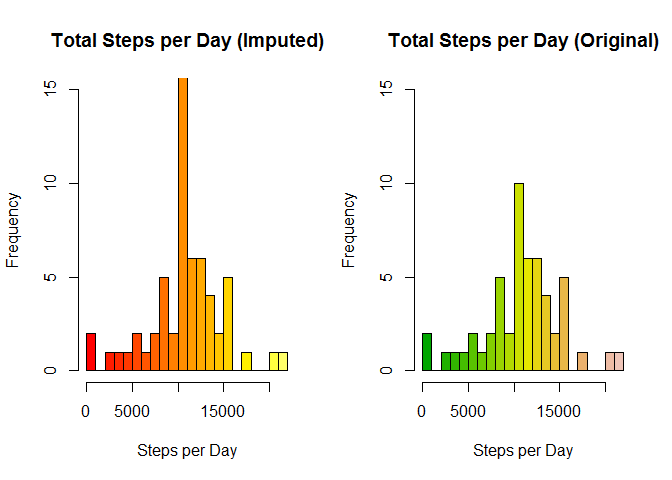 Total Steps per Day (Imputed)
Frequency
0 5 10 15
0 5000 15000
Steps per Day
Total Steps per Day (Original)
Frequency
0 5 10 15
0 5000 15000
Steps per Day